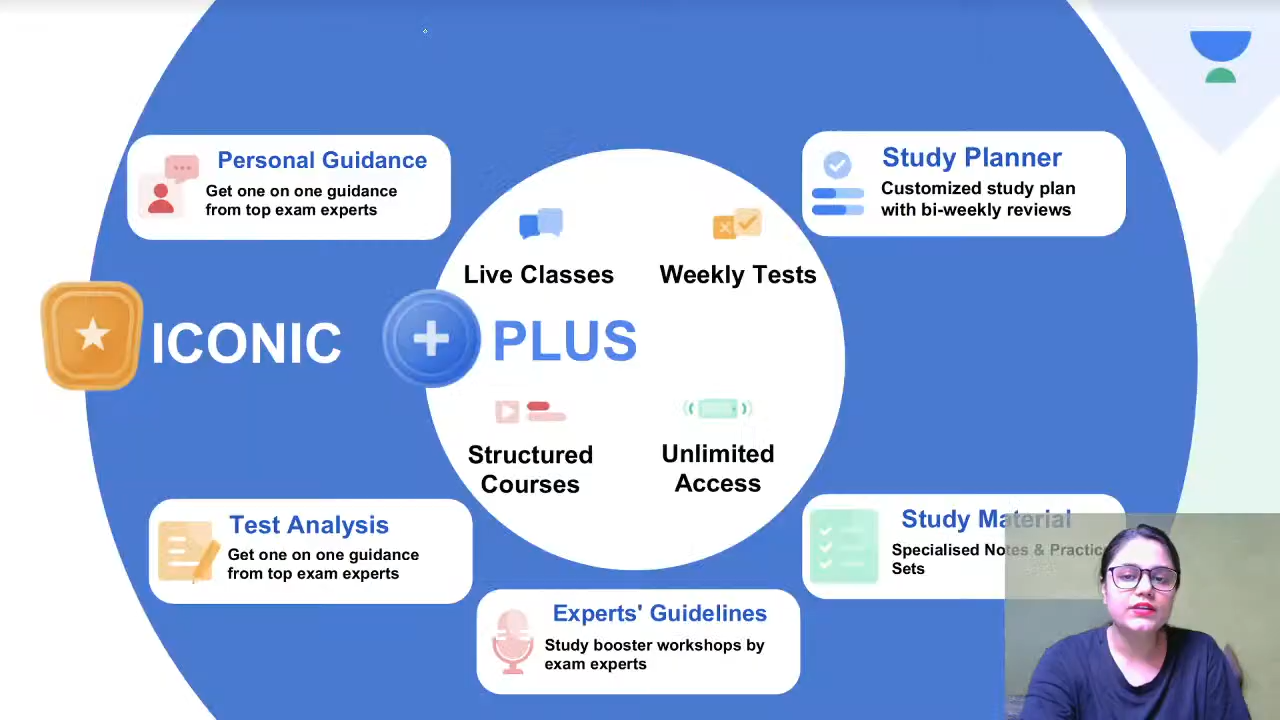 Personal Guidance
Get one on one guidance
from top exam experts
Study Planner
Customized study plan
with bi-weekly reviews
Live Classes
Weekly Tests
ICONIC
PLUS
Structured
Courses
Unlimited
Access
Test Analysis
Get one on one guidance
from top exam experts
Study Material
Specialised Notes & Practic
Sets
Experts' Guidelines
Study booster workshops by
exam experts